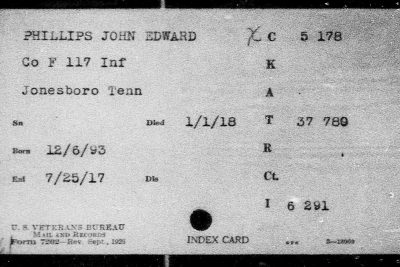 PHILLIPS JOHN EDWARD X C 5 178
Co F 117 Inf K
Jonesboro Tenn A
Sn Died 1/1/18 T 37 780
Born 12/6/93 R
Enl 7/25/17 Dis Ct.
I 6 291
U. S. VETERANS BUREAU
MAIL AND RECORDS
Form 7202—Rev. Sept., 1925 INDEX CARD